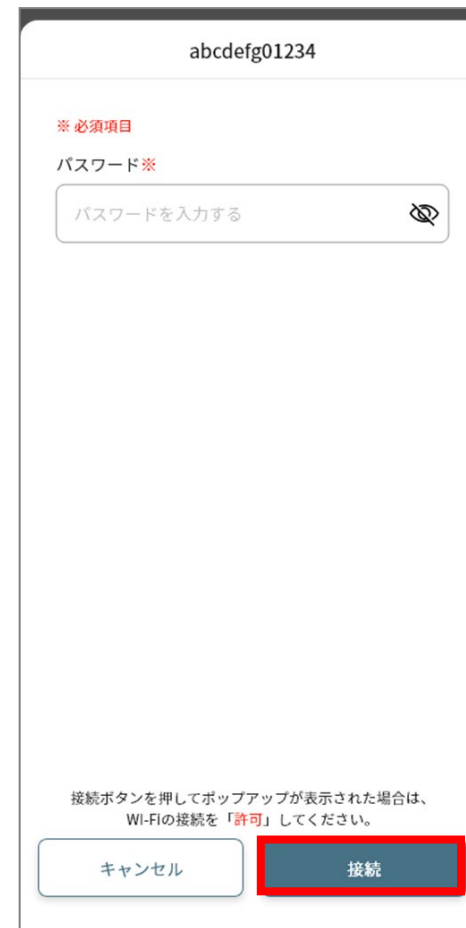 abcdefg01234
※ 必須項目
パスワード※
パスワードを入力する
接続ボタンを押してポップアップが表示された場合は、
Wi-Fiの接続を「許可」してください。
キャンセル
接続